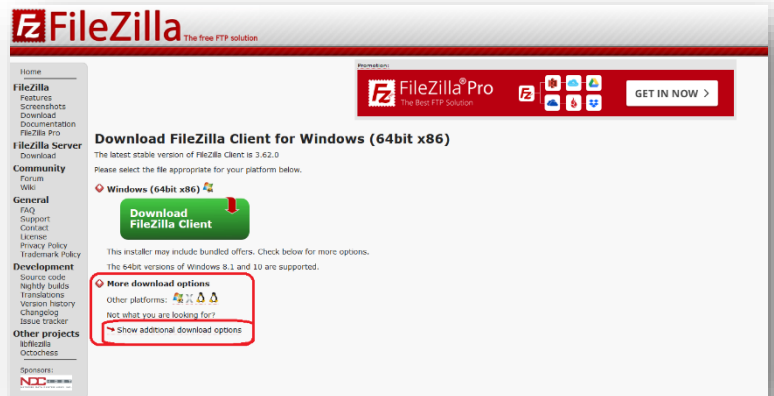 FileZilla The free FTP solution
Home
FileZilla
Features
Screenshots
Download
Documentation
FileZilla Pro
FileZilla Server
Download
Community
Forum
Wiki
General
FAQ
Support
Contact
License
Privacy Policy
Trademark Policy
Development
Source code
Nightly builds
Translations
Version history
Changelog
Issue tracker
Other projects
libfilezilla
Octochess
Sponsors:
NDC
Promotion:
FileZilla®Pro
The Best FTP Solution
GET IN NOW >
Download FileZilla Client for Windows (64bit x86)
The latest stable version of FileZilla Client is 3.62.0
Please select the file appropriate for your platform below.
Windows (64bit x86)
Download
FileZilla Client
This installer may include bundled offers. Check below for more options.
The 64bit versions of Windows 8.1 and 10 are supported.
More download options
Other platforms:
Not what you are looking for?
Show additional download options